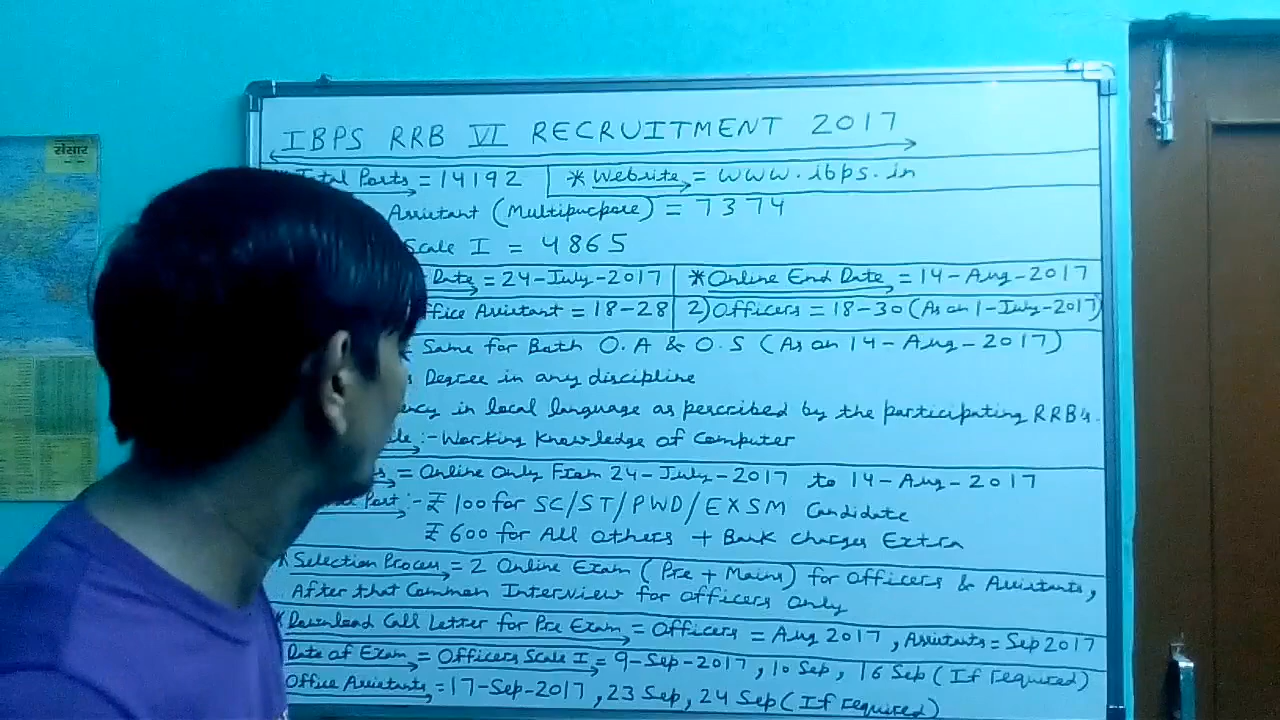 संसार
IBPS RRB VI RECRUITMENT 2017
Total Posts = 14192 * Website = www.ibps.in
Assistant (Multipurpose) = 7374
Scale I = 4865
Date = 24-July-2017 * Online End Date = 14-Aug-2017
ffice Assistant = 18-28 2) Officers = 18-30 (As on 1-July-2017)
Same for Both O.A & O.S (As on 14-Aug-2017)
Degree in any discipline
ency in local language as perscribed by the participating RRB's.
:- Working Knowledge of Computer
= Online Only From 24-July-2017 to 14-Aug-2017
Post :- ₹ 100 for SC/ST/PWD/EXSM Candidate
₹ 600 for All Others + Bank Charges Extra
* Selection Process = 2 Online Exam (Pre + Mains) for Officers & Assistants,
After that Common Interview for Officers Only
* Download Call Letter for Pre Exam = Officers = Aug 2017, Assistants = Sep 2017
Date of Exam = Officers Scale I = 9-Sep-2017, 10 Sep, 16 Sep (If required)
Office Assistants = 17-Sep-2017, 23 Sep, 24 Sep (If required)